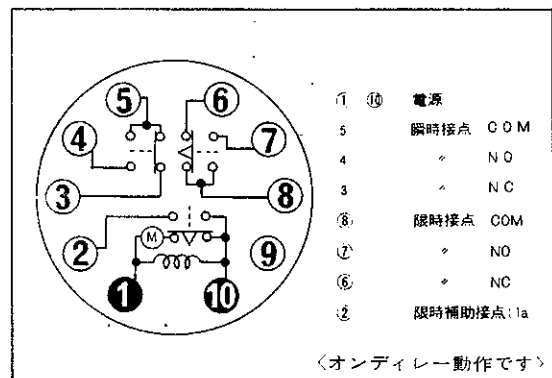 ⑤ ⑥
④ ⑦
③ ⑧
② M ⑨
1 10
① ⑩ 電源
5 瞬時接点 COM
4 〃 NO
3 〃 NC
⑧ 限時接点 COM
⑦ 〃 NO
⑥ 〃 NC
② 限時補助接点:1a
〈オンディレー動作です〉